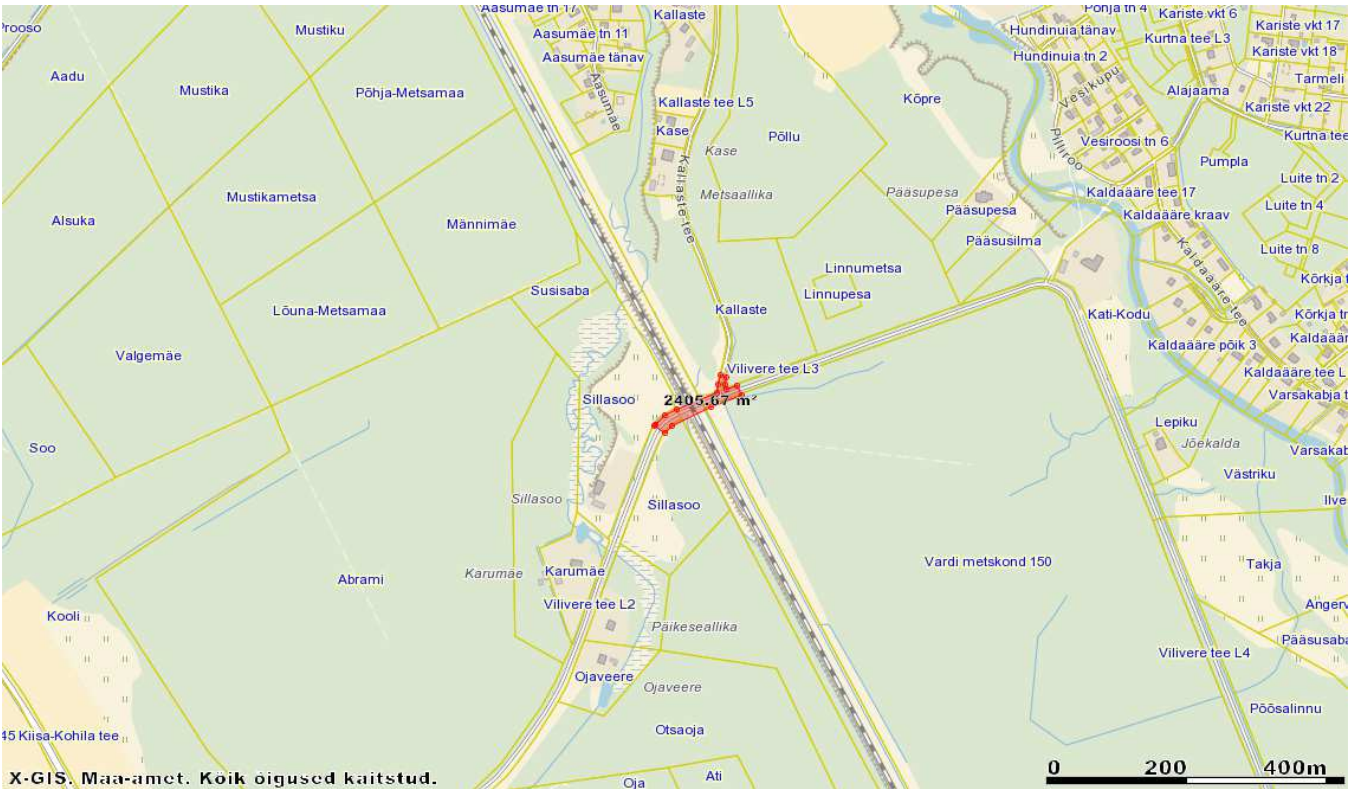 Aasumäe tn 17
Põhja tn 4
Kallaste
Kariste vkt 6
Prooso
Mustiku
Aasumäe tn 11
Hundinuia tänav
Kurtna tee L3
Kariste vkt 17
Aasumäe tänav
Hundinuia tn 2
Kariste vkt 18
Aadu
Mustika
Põhja-Metsamaa
Aasumäe
Kallaste tee L5
Köpre
Vesikupu
Alajaama
Tarmeli
Kariste vkt 22
Kase
Põllu
Kurtna tee
Kase
Piiliroo
Vesiroosi tn 6
Pumpla
Luite tn 2
Mustikametsa
Kallaste tee
Metsaallika
Pääsupesa
Kaldaääre tee 17
Luite tn 4
Alsuka
Männimäe
Pääsupesa
Kaldaääre kraav
Pääsusilma
Kaldaääre tee
Luite tn 8
Linnumetsa
Kõrkja t
Susisaba
Linnupesa
Lõuna-Metsamaa
Kallaste
Kati-Kodu
Kõrkja tn
Valgemäe
Kaldaääre põik 3
Kaldaäär
Vilivere tee L3
Kaldaääre tee L
Sillasoo
2405.67 m²
Varsakabja t
Lepiku
Soo
Jõekalda
Varsakab
Västriku
Sillasoo
Sillasoo
Ilve
Abrami
Karumäe
Karumäe
Vardi metskond 150
Takja
Kooli
Vilivere tee L2
Angerv
Päikeseallika
Pääsusaba
Vilivere tee L4
Ojaveere
Ojaveere
Põõsalinnu
45 Kiisa-Kohila tee
Otsaoja
X-GIS. Maa-amet. Kõik õigused kaitstud.
Oja
Ati
0 200 400m